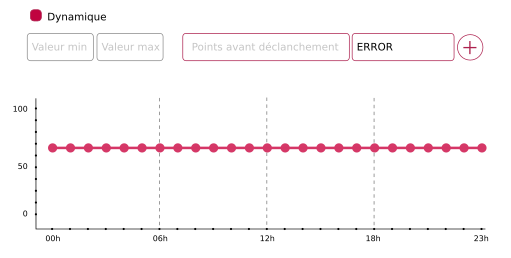 Dynamique
Valeur min Valeur max Points avant déclanchement ERROR
100
50
0
00h 06h 12h 18h 23h